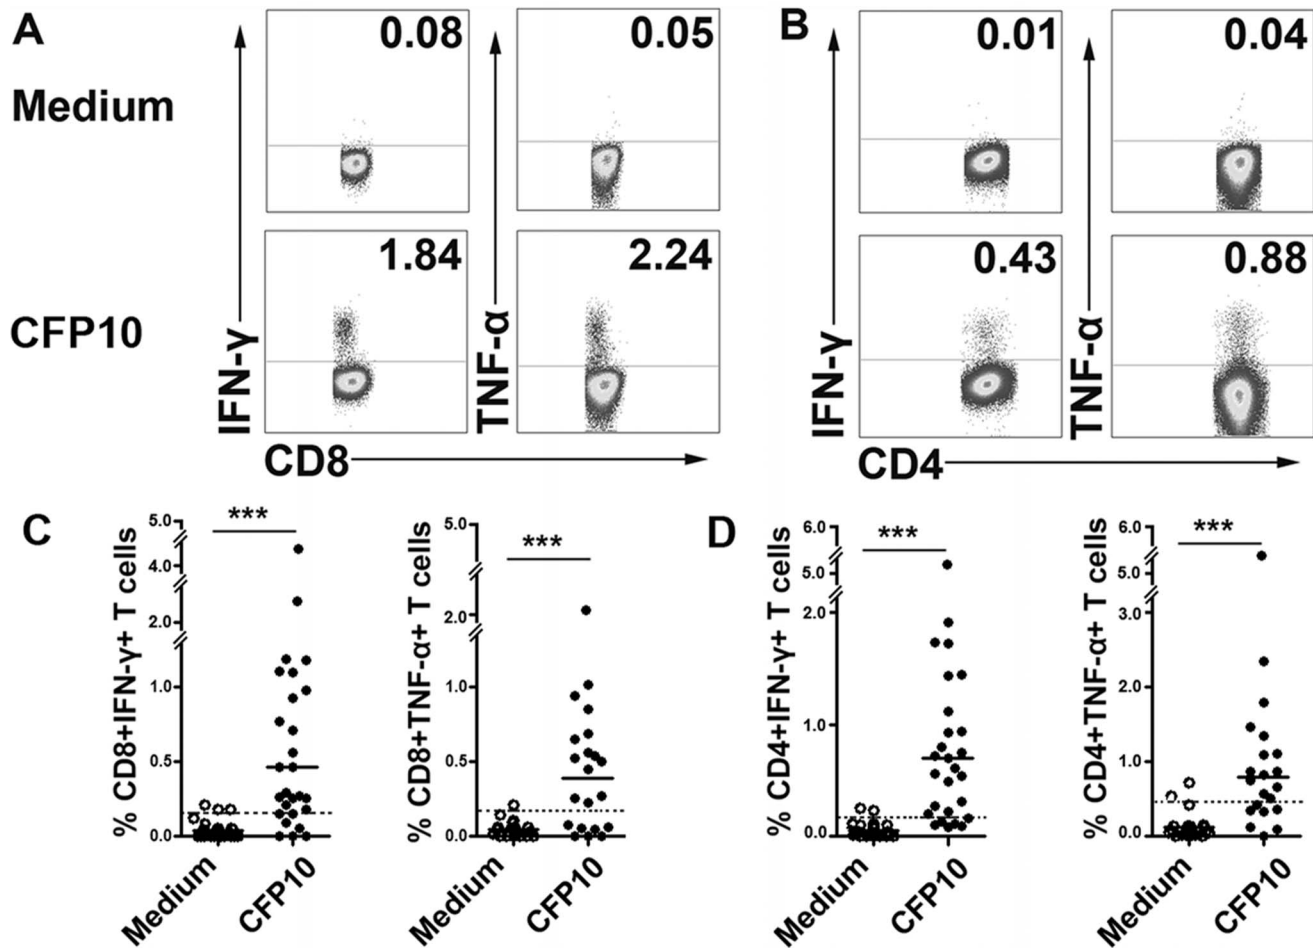 A
Medium
CFP10
IFN-γ
0.08
TNF-α
0.05
1.84
2.24
CD8
B
IFN-γ
0.01
TNF-α
0.04
0.43
0.88
CD4
C
% CD8+IFN-γ+ T cells
5.0
4.0
2.0
1.0
0.5
0.0
***
Medium
CFP10
% CD8+TNF-α+ T cells
5.0
2.0
1.0
0.5
0.0
***
Medium
CFP10
D
% CD4+IFN-γ+ T cells
6.0
5.0
2.0
1.0
0.0
***
Medium
CFP10
% CD4+TNF-α+ T cells
6.0
5.0
3.0
2.0
1.0
0.0
***
Medium
CFP10